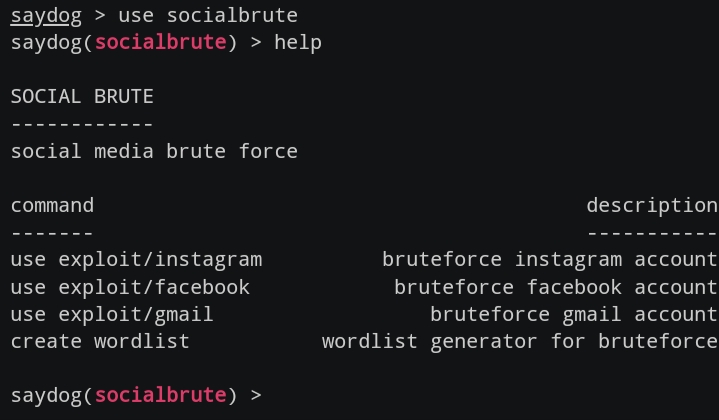 saydog > use socialbrute
saydog(socialbrute) > help
SOCIAL BRUTE
------------
social media brute force
command description
------- -----------
use exploit/instagram bruteforce instagram account
use exploit/facebook bruteforce facebook account
use exploit/gmail bruteforce gmail account
create wordlist wordlist generator for bruteforce
saydog(socialbrute) >